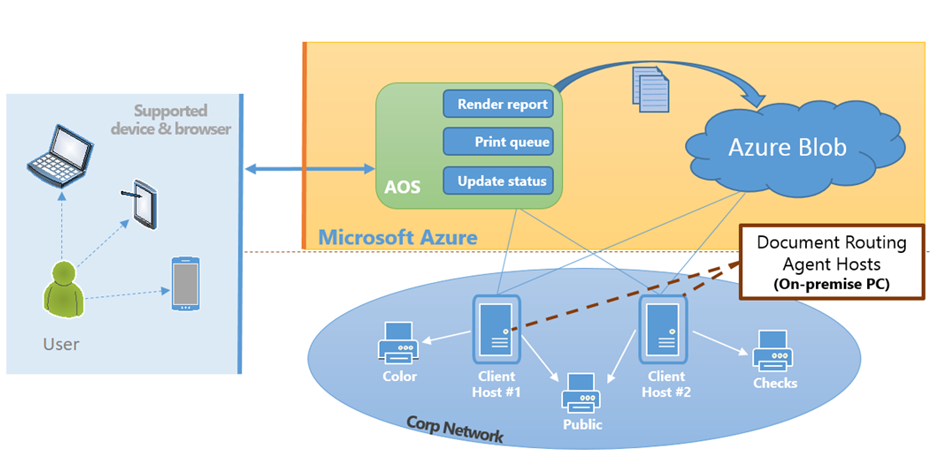 Supported
device & browser
User
Render report
Print queue
Update status
AOS
Azure Blob
Microsoft Azure
Document Routing
Agent Hosts
(On-premise PC)
Color
Client
Host #1
Public
Client
Host #2
Checks
Corp Network